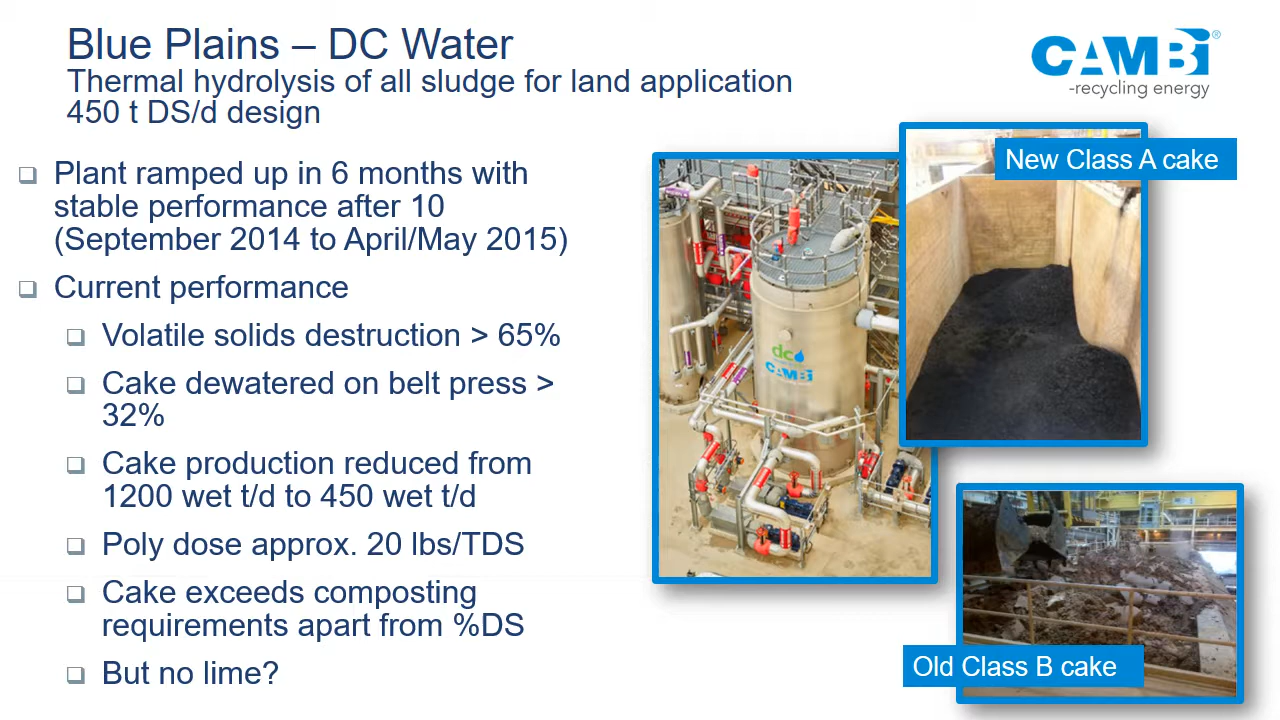 Blue Plains – DC Water
Thermal hydrolysis of all sludge for land application
450 t DS/d design
CAMBI®
-recycling energy
❑ Plant ramped up in 6 months with
stable performance after 10
(September 2014 to April/May 2015)
❑ Current performance
❑ Volatile solids destruction > 65%
❑ Cake dewatered on belt press >
32%
❑ Cake production reduced from
1200 wet t/d to 450 wet t/d
❑ Poly dose approx. 20 lbs/TDS
❑ Cake exceeds composting
requirements apart from %DS
❑ But no lime?
New Class A cake
dc
CAMBI
Old Class B cake